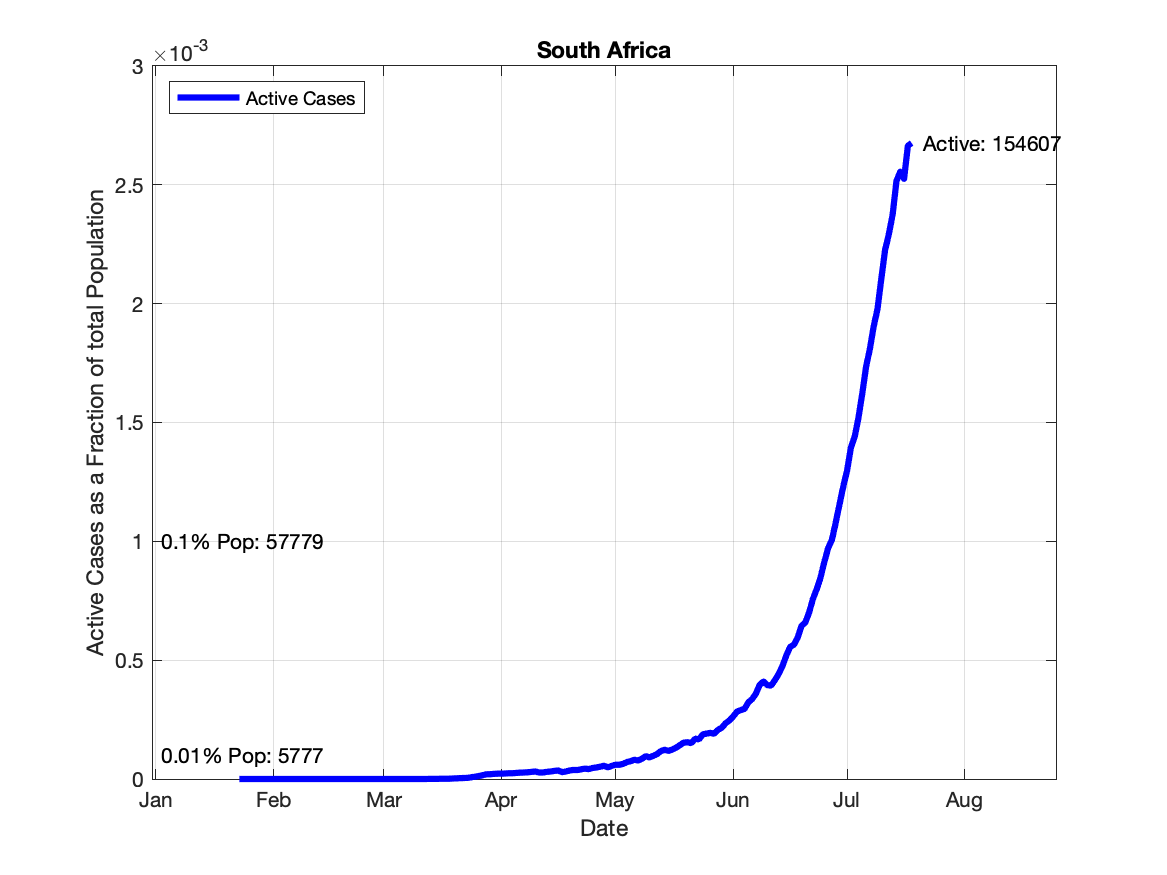 South Africa
×10-3
3
2.5
2
1.5
1
0.5
0
Active Cases as a Fraction of total Population
Active Cases
Active: 154607
0.1% Pop: 57779
0.01% Pop: 5777
Jan Feb Mar Apr May Jun Jul Aug
Date